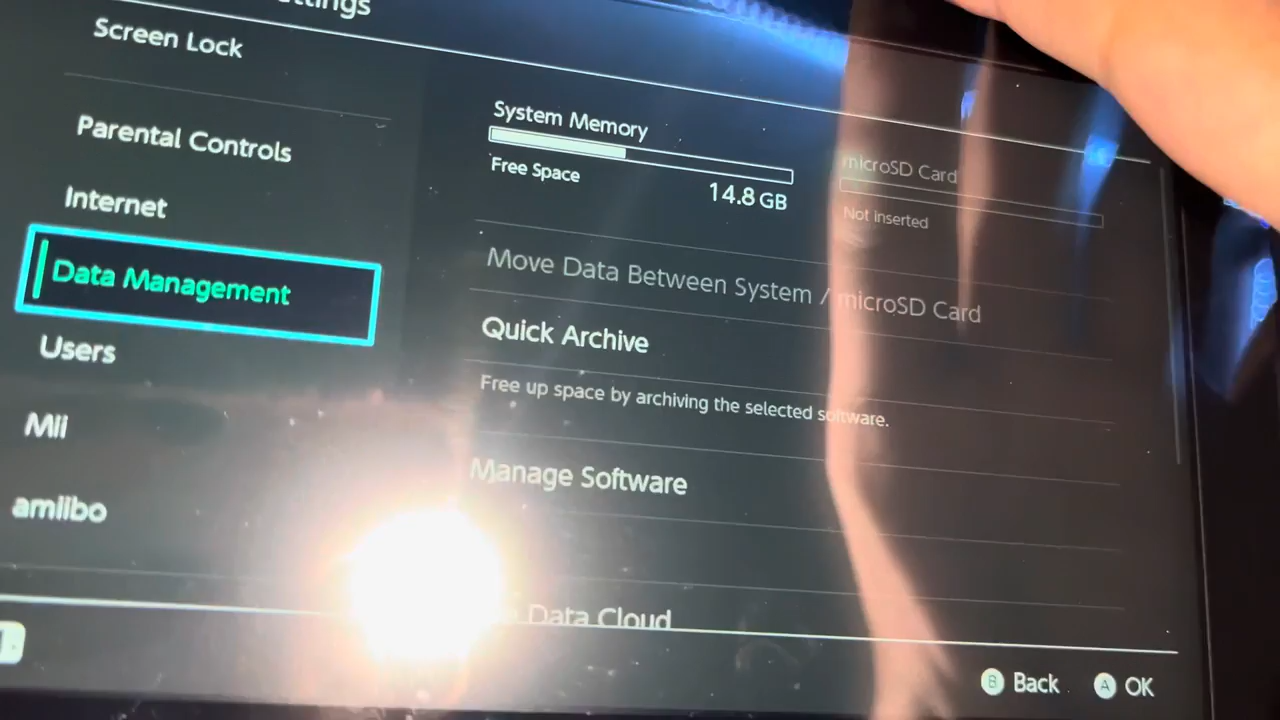 Screen Lock
Parental Controls
Internet
Data Management
Users
Mii
amiibo
System Memory
Free Space
14.8 GB
microSD Card
Not inserted
Move Data Between System / microSD Card
Quick Archive
Free up space by archiving the selected software.
Manage Software
Data Cloud
B Back
A OK